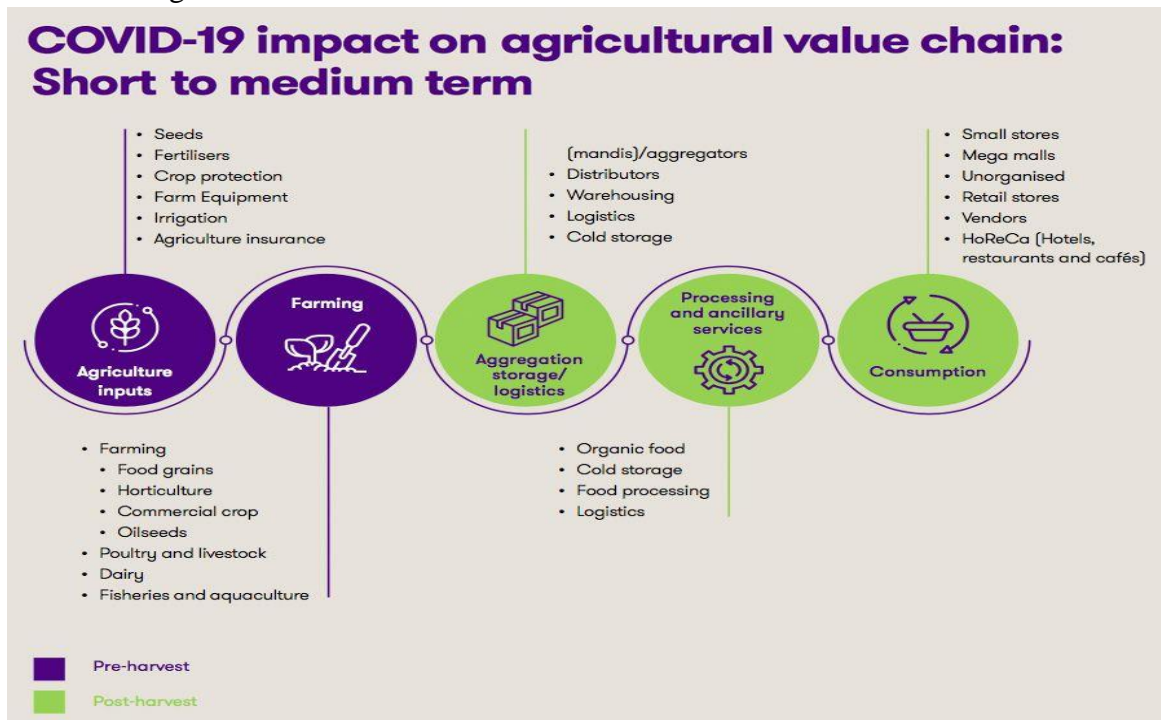 COVID-19 impact on agricultural value chain:
Short to medium term
• Seeds
• Fertilisers
• Crop protection
• Farm Equipment
• Irrigation
• Agriculture insurance
(mandis)/aggregators
• Distributors
• Warehousing
• Logistics
• Cold storage
• Small stores
• Mega malls
• Unorganised
• Retail stores
• Vendors
• HoReCa (Hotels,
restaurants and cafés)
Agriculture
inputs
Farming
Aggregation
storage/
logistics
Processing
and ancillary
services
Consumption
• Farming
• Food grains
• Horticulture
• Commercial crop
• Oilseeds
• Poultry and livestock
• Dairy
• Fisheries and aquaculture
• Organic food
• Cold storage
• Food processing
• Logistics
Pre-harvest
Post-harvest